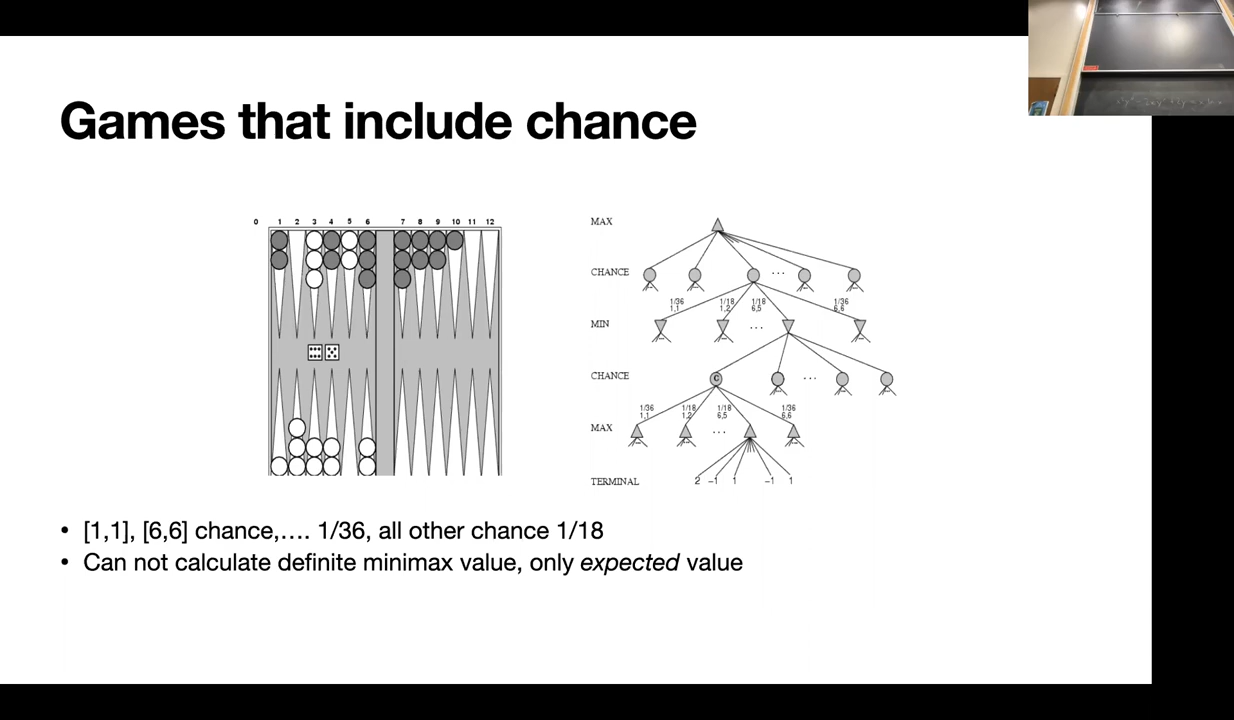 Games that include chance
0 1 2 3 4 5 6 7 8 9 10 11 12
MAX
CHANCE
1/36 1/18 1/18 1/36
1,1 1,2 6,5 6,6
MIN
CHANCE
C
1/36 1/18 1/18 1/36
1,1 1,2 6,5 6,6
MAX
TERMINAL 2 –1 1 –1 1
• [1,1], [6,6] chance,.... 1/36, all other chance 1/18
• Can not calculate definite minimax value, only expected value